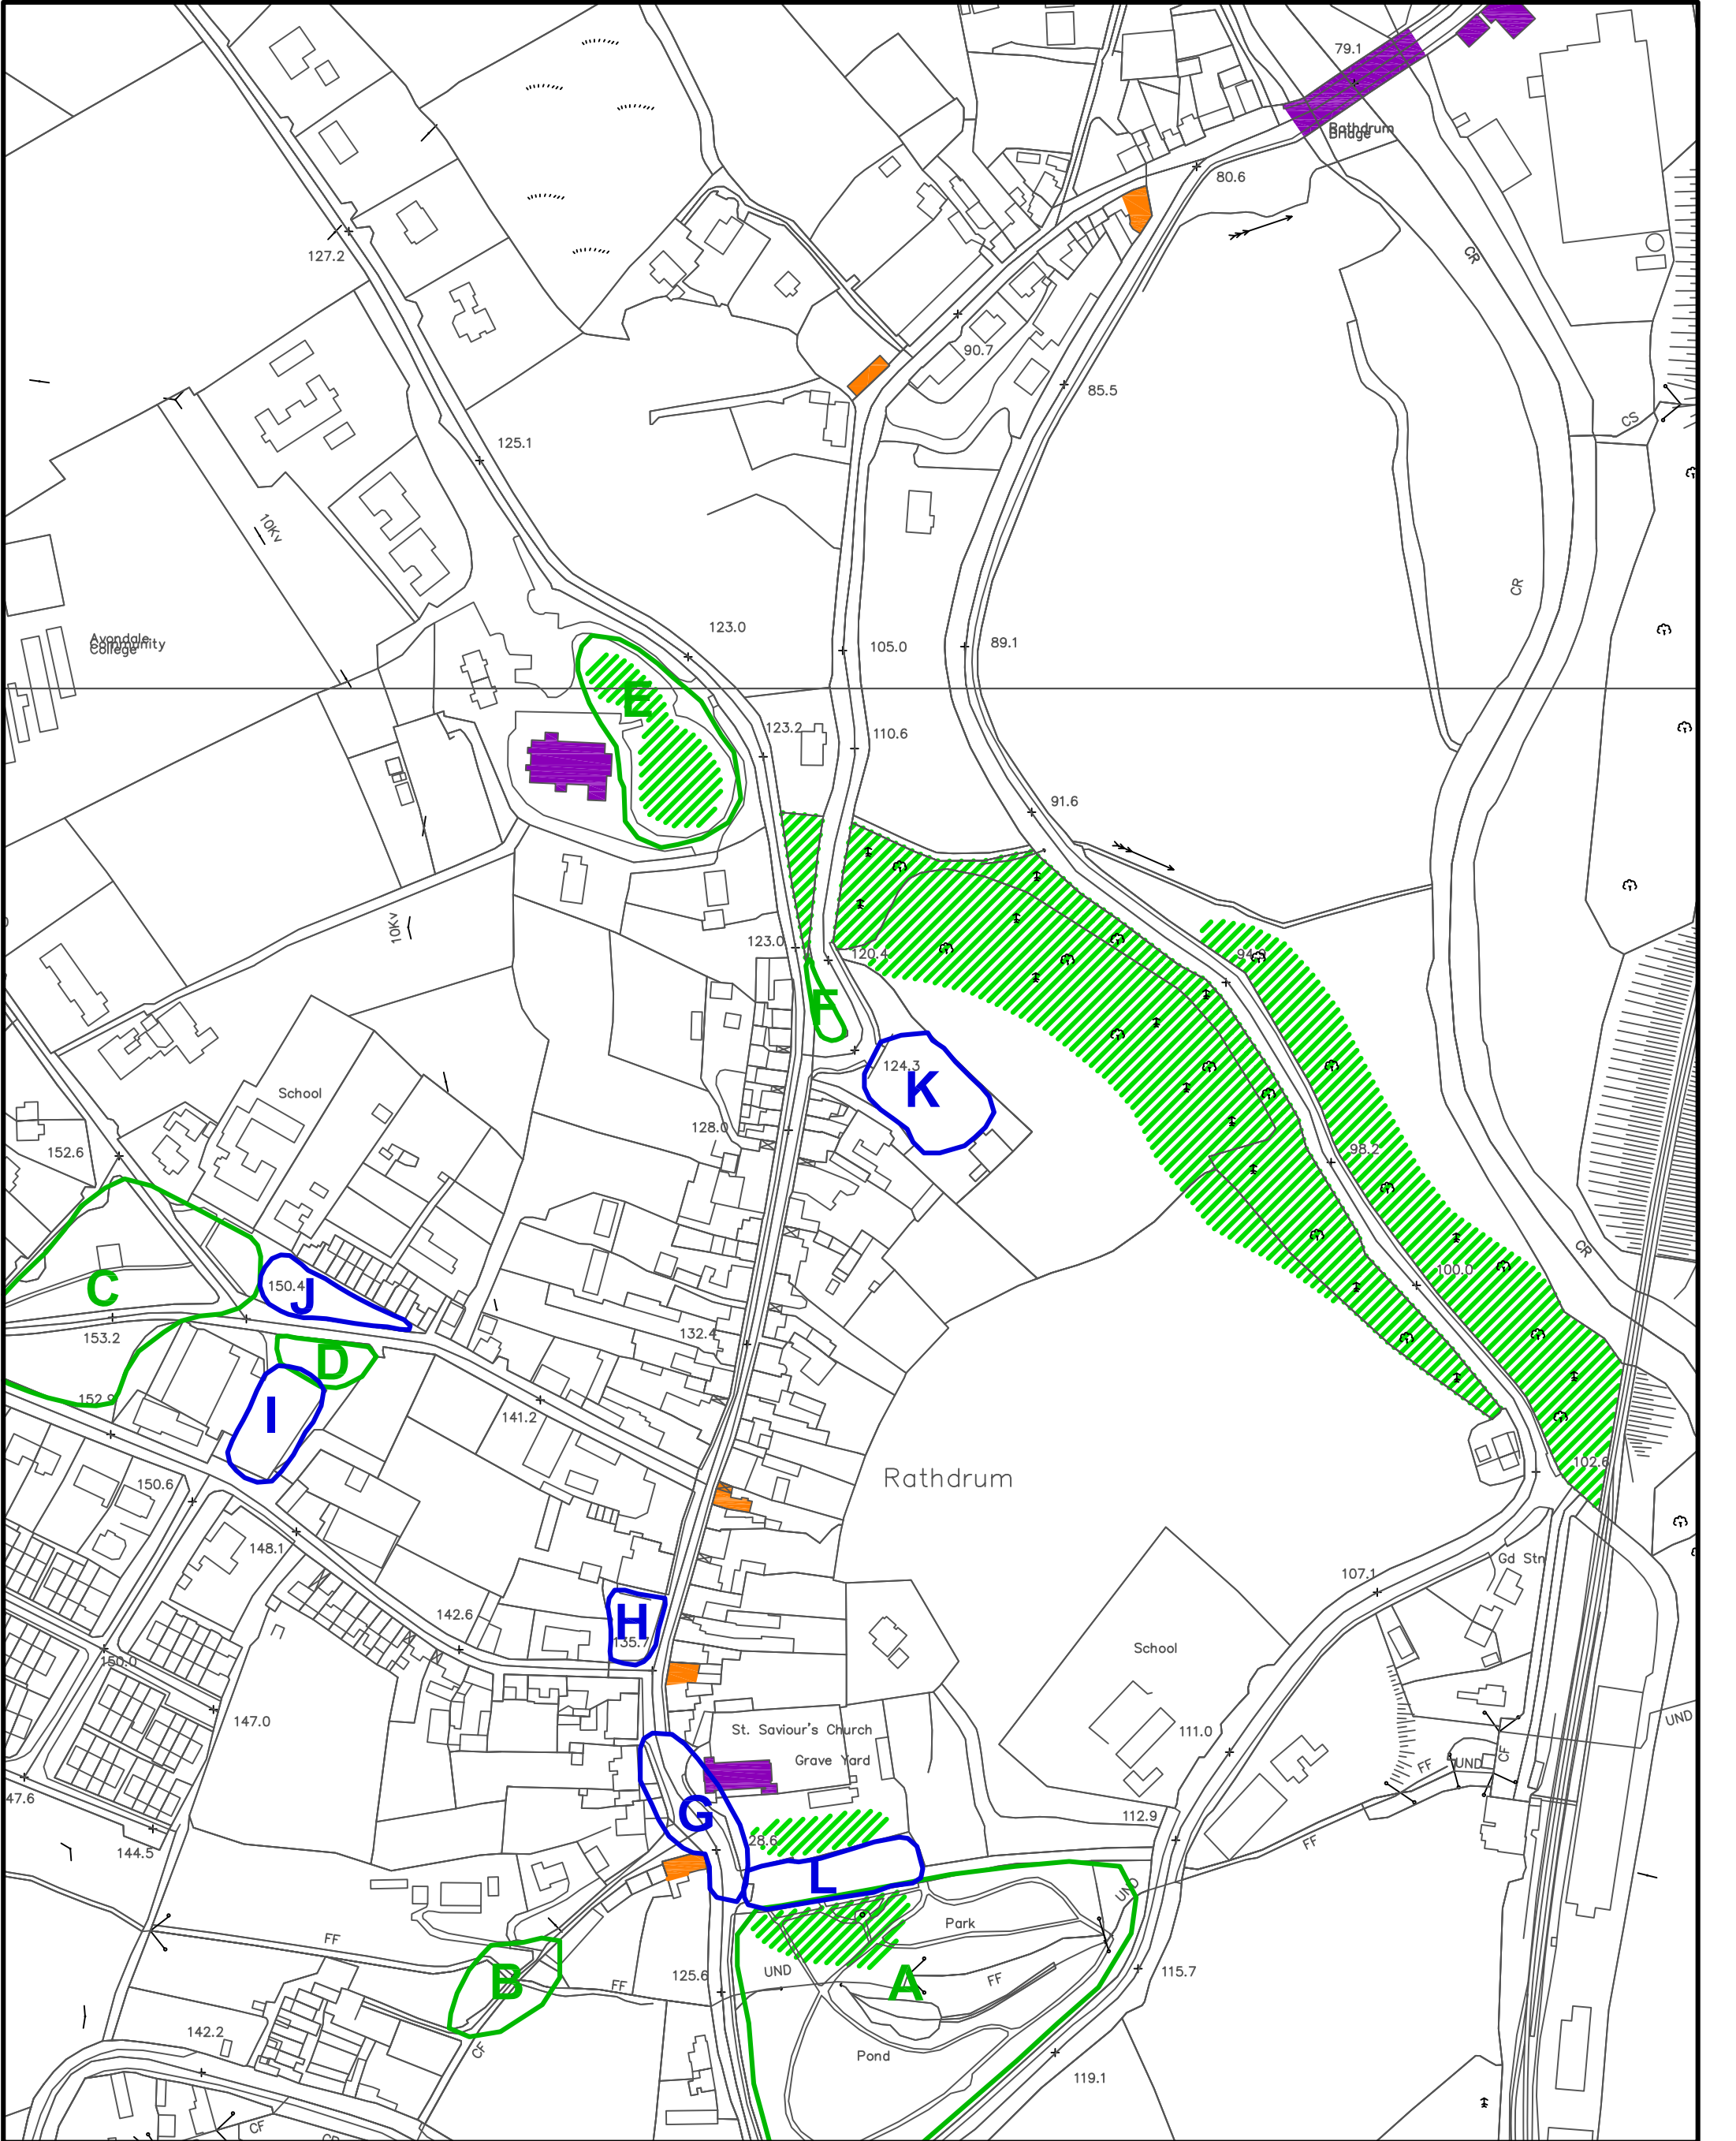 79.1
Rathdrum
Bridge
80.6
127.2
CR
90.7
85.5
CS
125.1
10Kv
CR
123.0
Avondale
Community
College
105.0
89.1
E
123.2
110.6
91.6
10Kv
123.0
120.4
F
124.3
School
K
128.0
152.6
98.2
CR
C
150.4
J
100.0
132.4
153.2
D
152.9
I
141.2
Rathdrum
102.6
150.6
148.1
Gd Stn
107.1
142.6
H
135.7
School
150.0
147.0
St. Saviour's Church
111.0
UND
Grave Yard
CF
FF
UND
47.6
G
112.9
28.6
144.5
FF
L
UND
Park
FF
UND
125.6
FF
FF
A
B
115.7
142.2
CF
Pond
119.1
CF